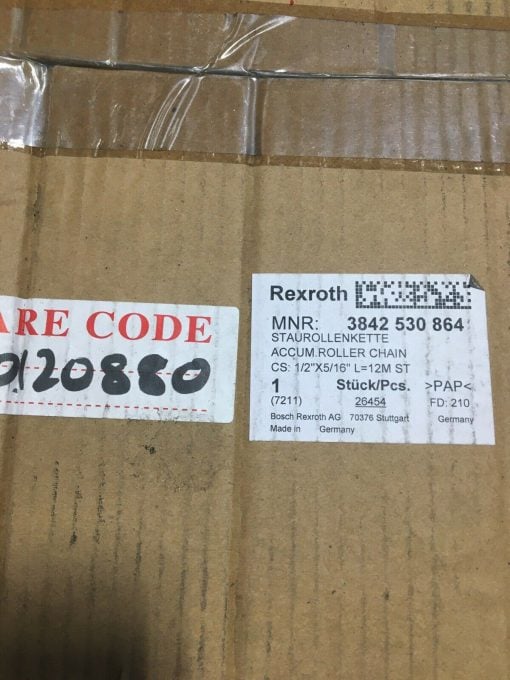 ARE CODE
0120880
Rexroth
MNR: 3842 530 864
STAUROLLENKETTE
ACCUM.ROLLER CHAIN
CS: 1/2"X5/16" L=12M ST
1 Stück/Pcs. >PAP<
(7211) 26454 FD: 210
Bosch Rexroth AG 70376 Stuttgart Germany
Made in Germany